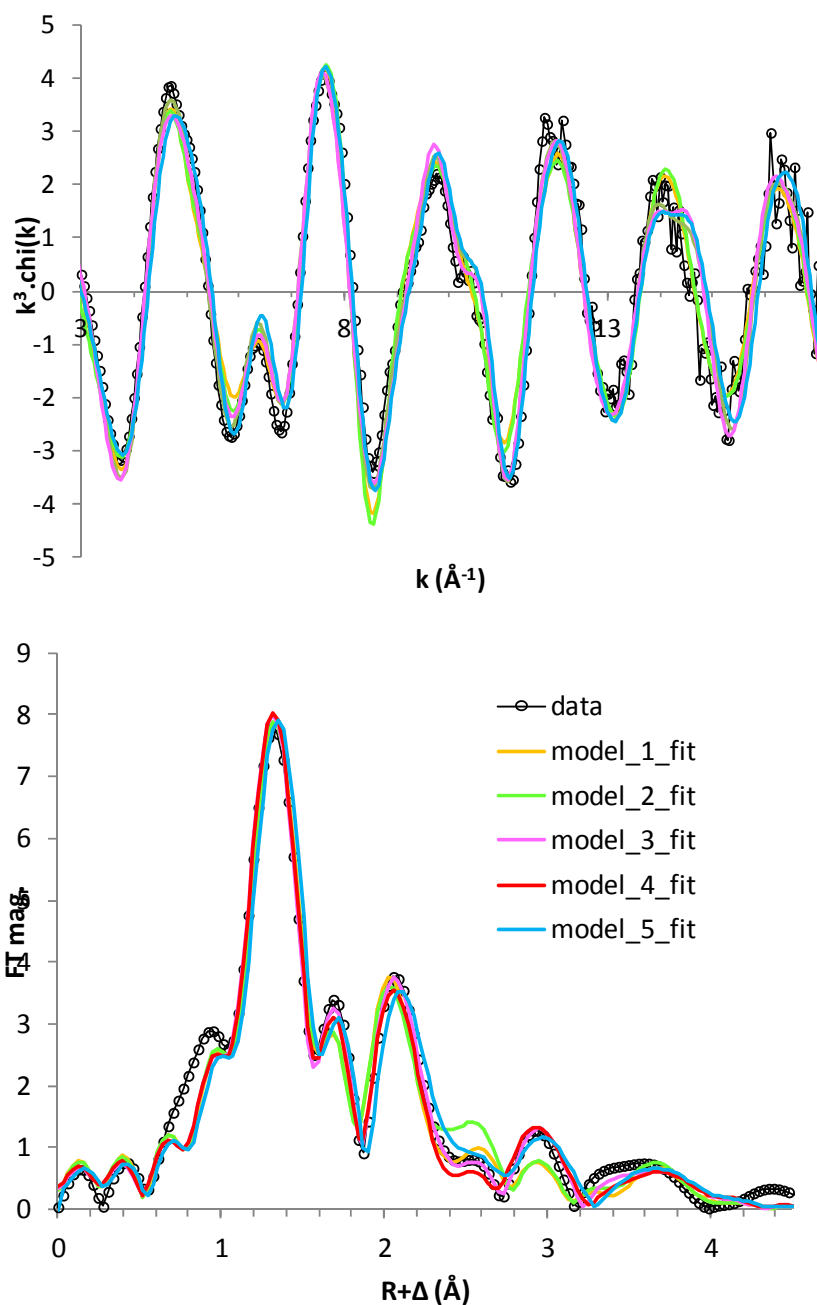 5
4
3
2
1
0
-1
-2
-3
-4
-5
3 8 13
k³.chi(k)
k (Å⁻¹)
9
8
7
6
5
4
3
2
1
0
0 1 2 3 4
FT mag.
R+Δ (Å)
data
model_1_fit
model_2_fit
model_3_fit
model_4_fit
model_5_fit